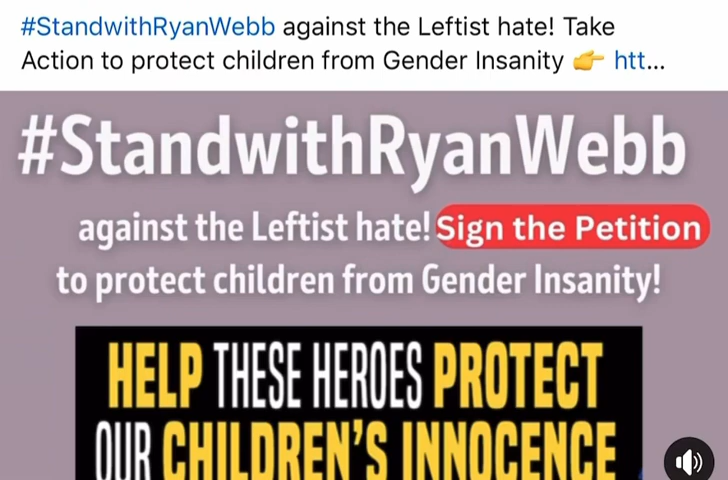 #StandwithRyanWebb against the Leftist hate! Take
Action to protect children from Gender Insanity 👉 htt...
#StandwithRyanWebb
against the Leftist hate! Sign the Petition
to protect children from Gender Insanity!
HELP THESE HEROES PROTECT
OUR CHILDREN'S INNOCENCE